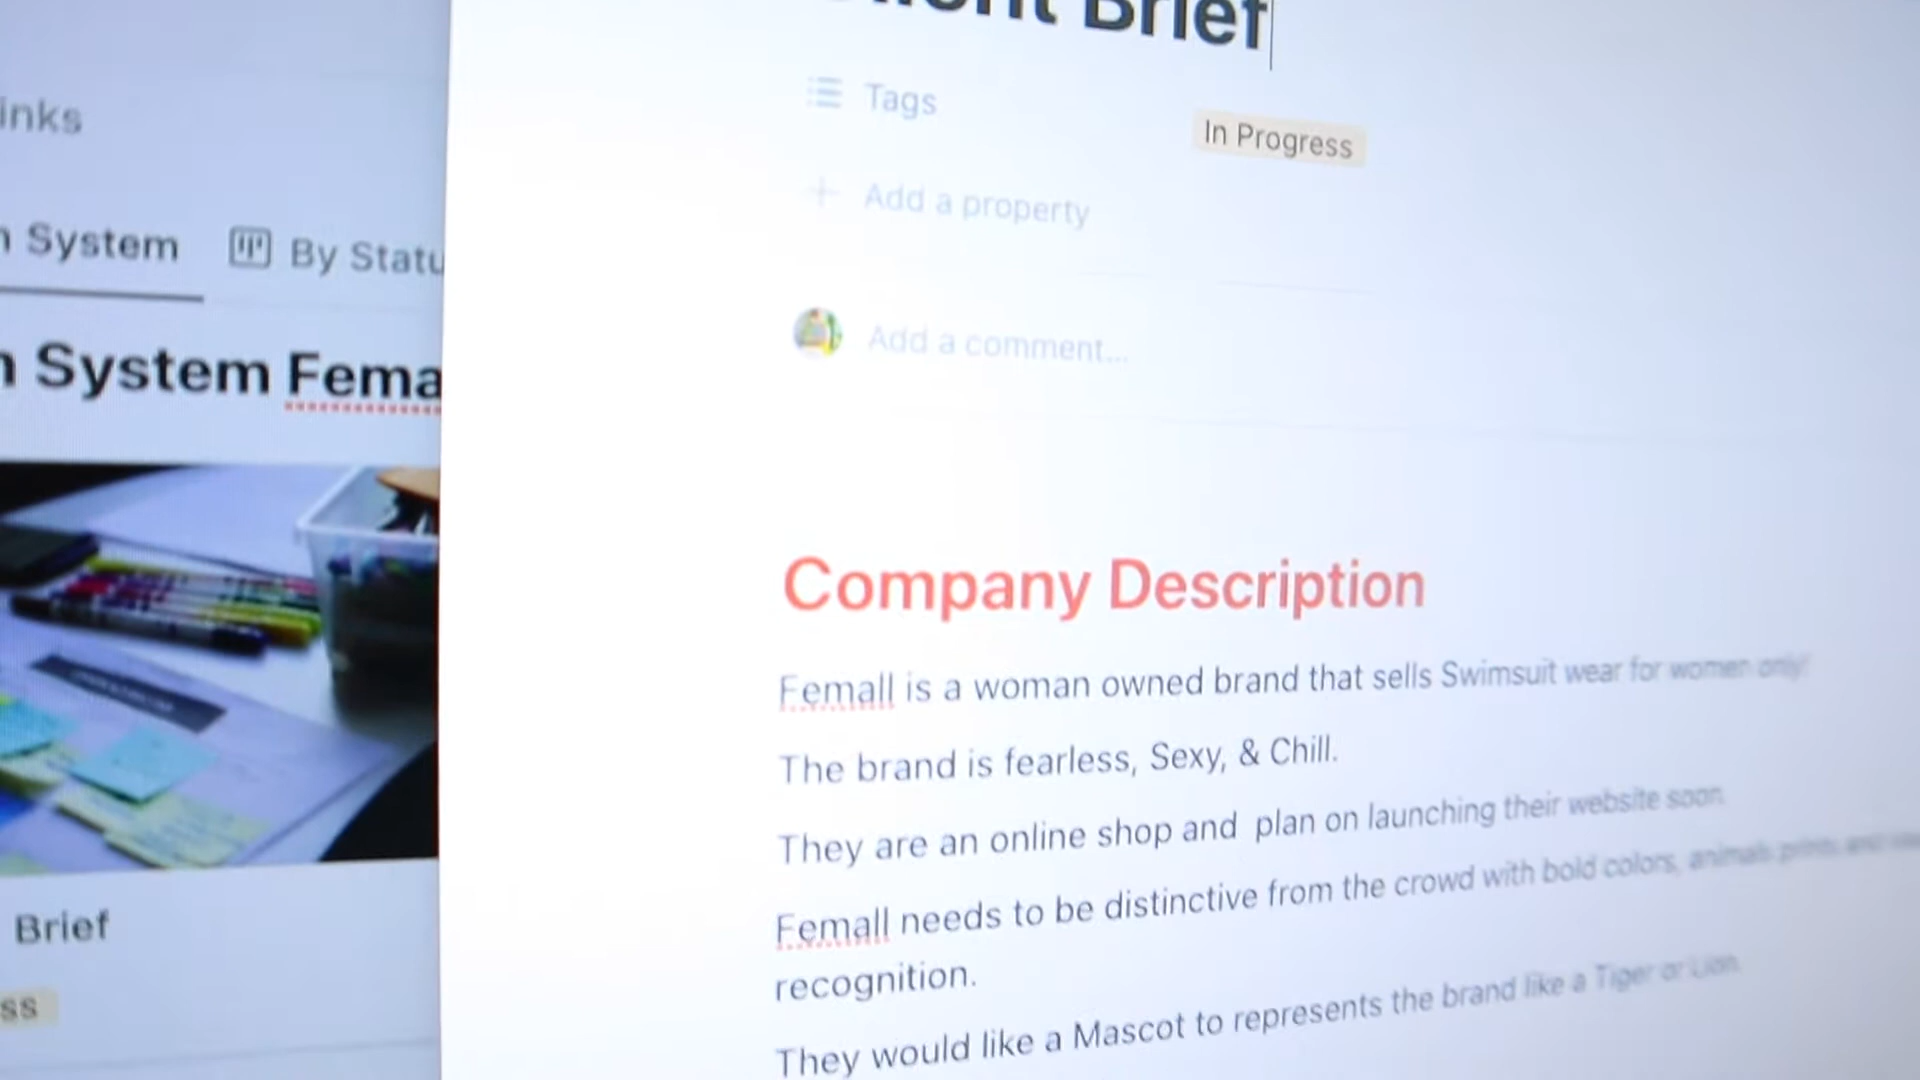 Brief
Tags
In Progress
Add a property
Add a comment...
Company Description
Femall is a woman owned brand that sells Swimsuit wear for women only
The brand is fearless, Sexy, & Chill.
They are an online shop and plan on launching their website soon.
Femall needs to be distinctive from the crowd with bold colors, animals prints and
recognition.
They would like a Mascot to represents the brand like a Tiger or Lion.
System
By
System
Brief